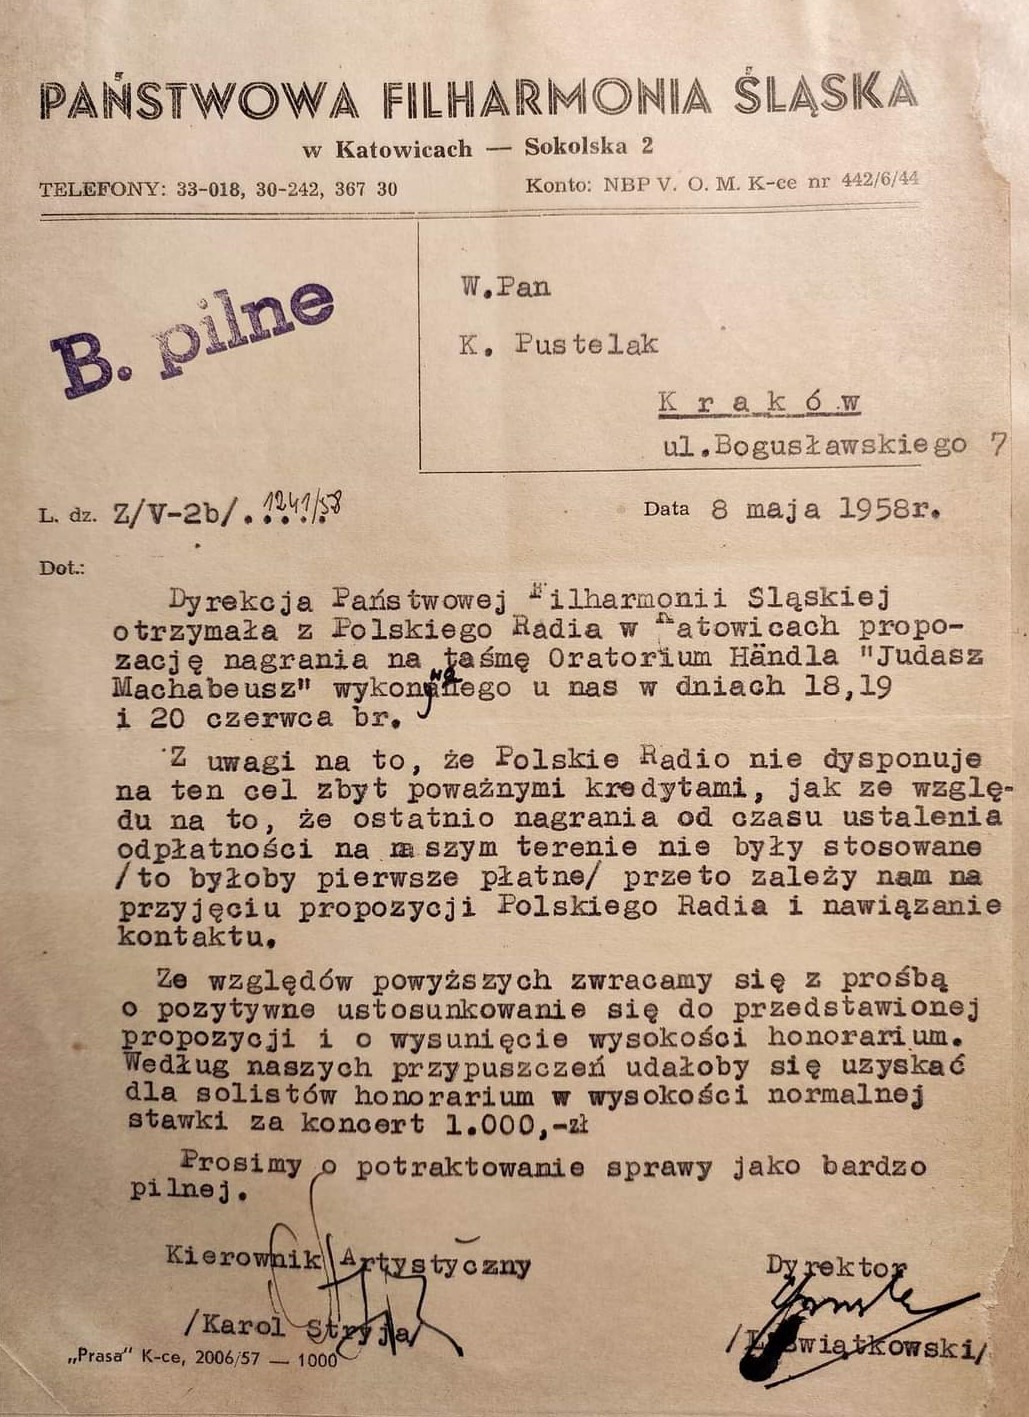 PAŃSTWOWA FILHARMONIA ŚLĄSKA
w Katowicach — Sokolska 2
TELEFONY: 33-018, 30-242, 367 30
Konto: NBP V. O. M. K-ce nr 442/6/44
B. pilne
W.Pan
K. Pustelak
K r a k ó w
ul.Bogusławskiego 7
L. dz. Z/V-2b/. 1241/58
Data 8 maja 1958r.
Dot.:
Dyrekcja Państwowej Filharmonii Śląskiej
otrzymała z Polskiego Radia w Katowicach propo-
zację nagrania na taśmę Oratorium Händla "Judasz
Machabeusz" wykonanego u nas w dniach 18,19
i 20 czerwca br.
Z uwagi na to, że Polskie Radio nie dysponuje
na ten cel zbyt poważnymi kredytami, jak ze wzglę-
du na to, że ostatnio nagrania od czasu ustalenia
odpłatności na naszym terenie nie były stosowane
/to byłoby pierwsze płatne/ przeto zależy nam na
przyjęciu propozycji Polskiego Radia i nawiązanie
kontaktu.
Ze względów powyższych zwracamy się z prośbą
o pozytywne ustosunkowanie się do przedstawionej
propozycji i o wysunięcie wysokości honorarium.
Według naszych przypuszczeń udałoby się uzyskać
dla solistów honorarium w wysokości normalnej
stawki za koncert 1.000,-zł
Prosimy o potraktowanie sprawy jako bardzo
pilnej.
Kierownik Artystyczny
Dyrektor
/Karol Stryja/
Świątkowski/
„Prasa" K-ce, 2006/57 — 1000